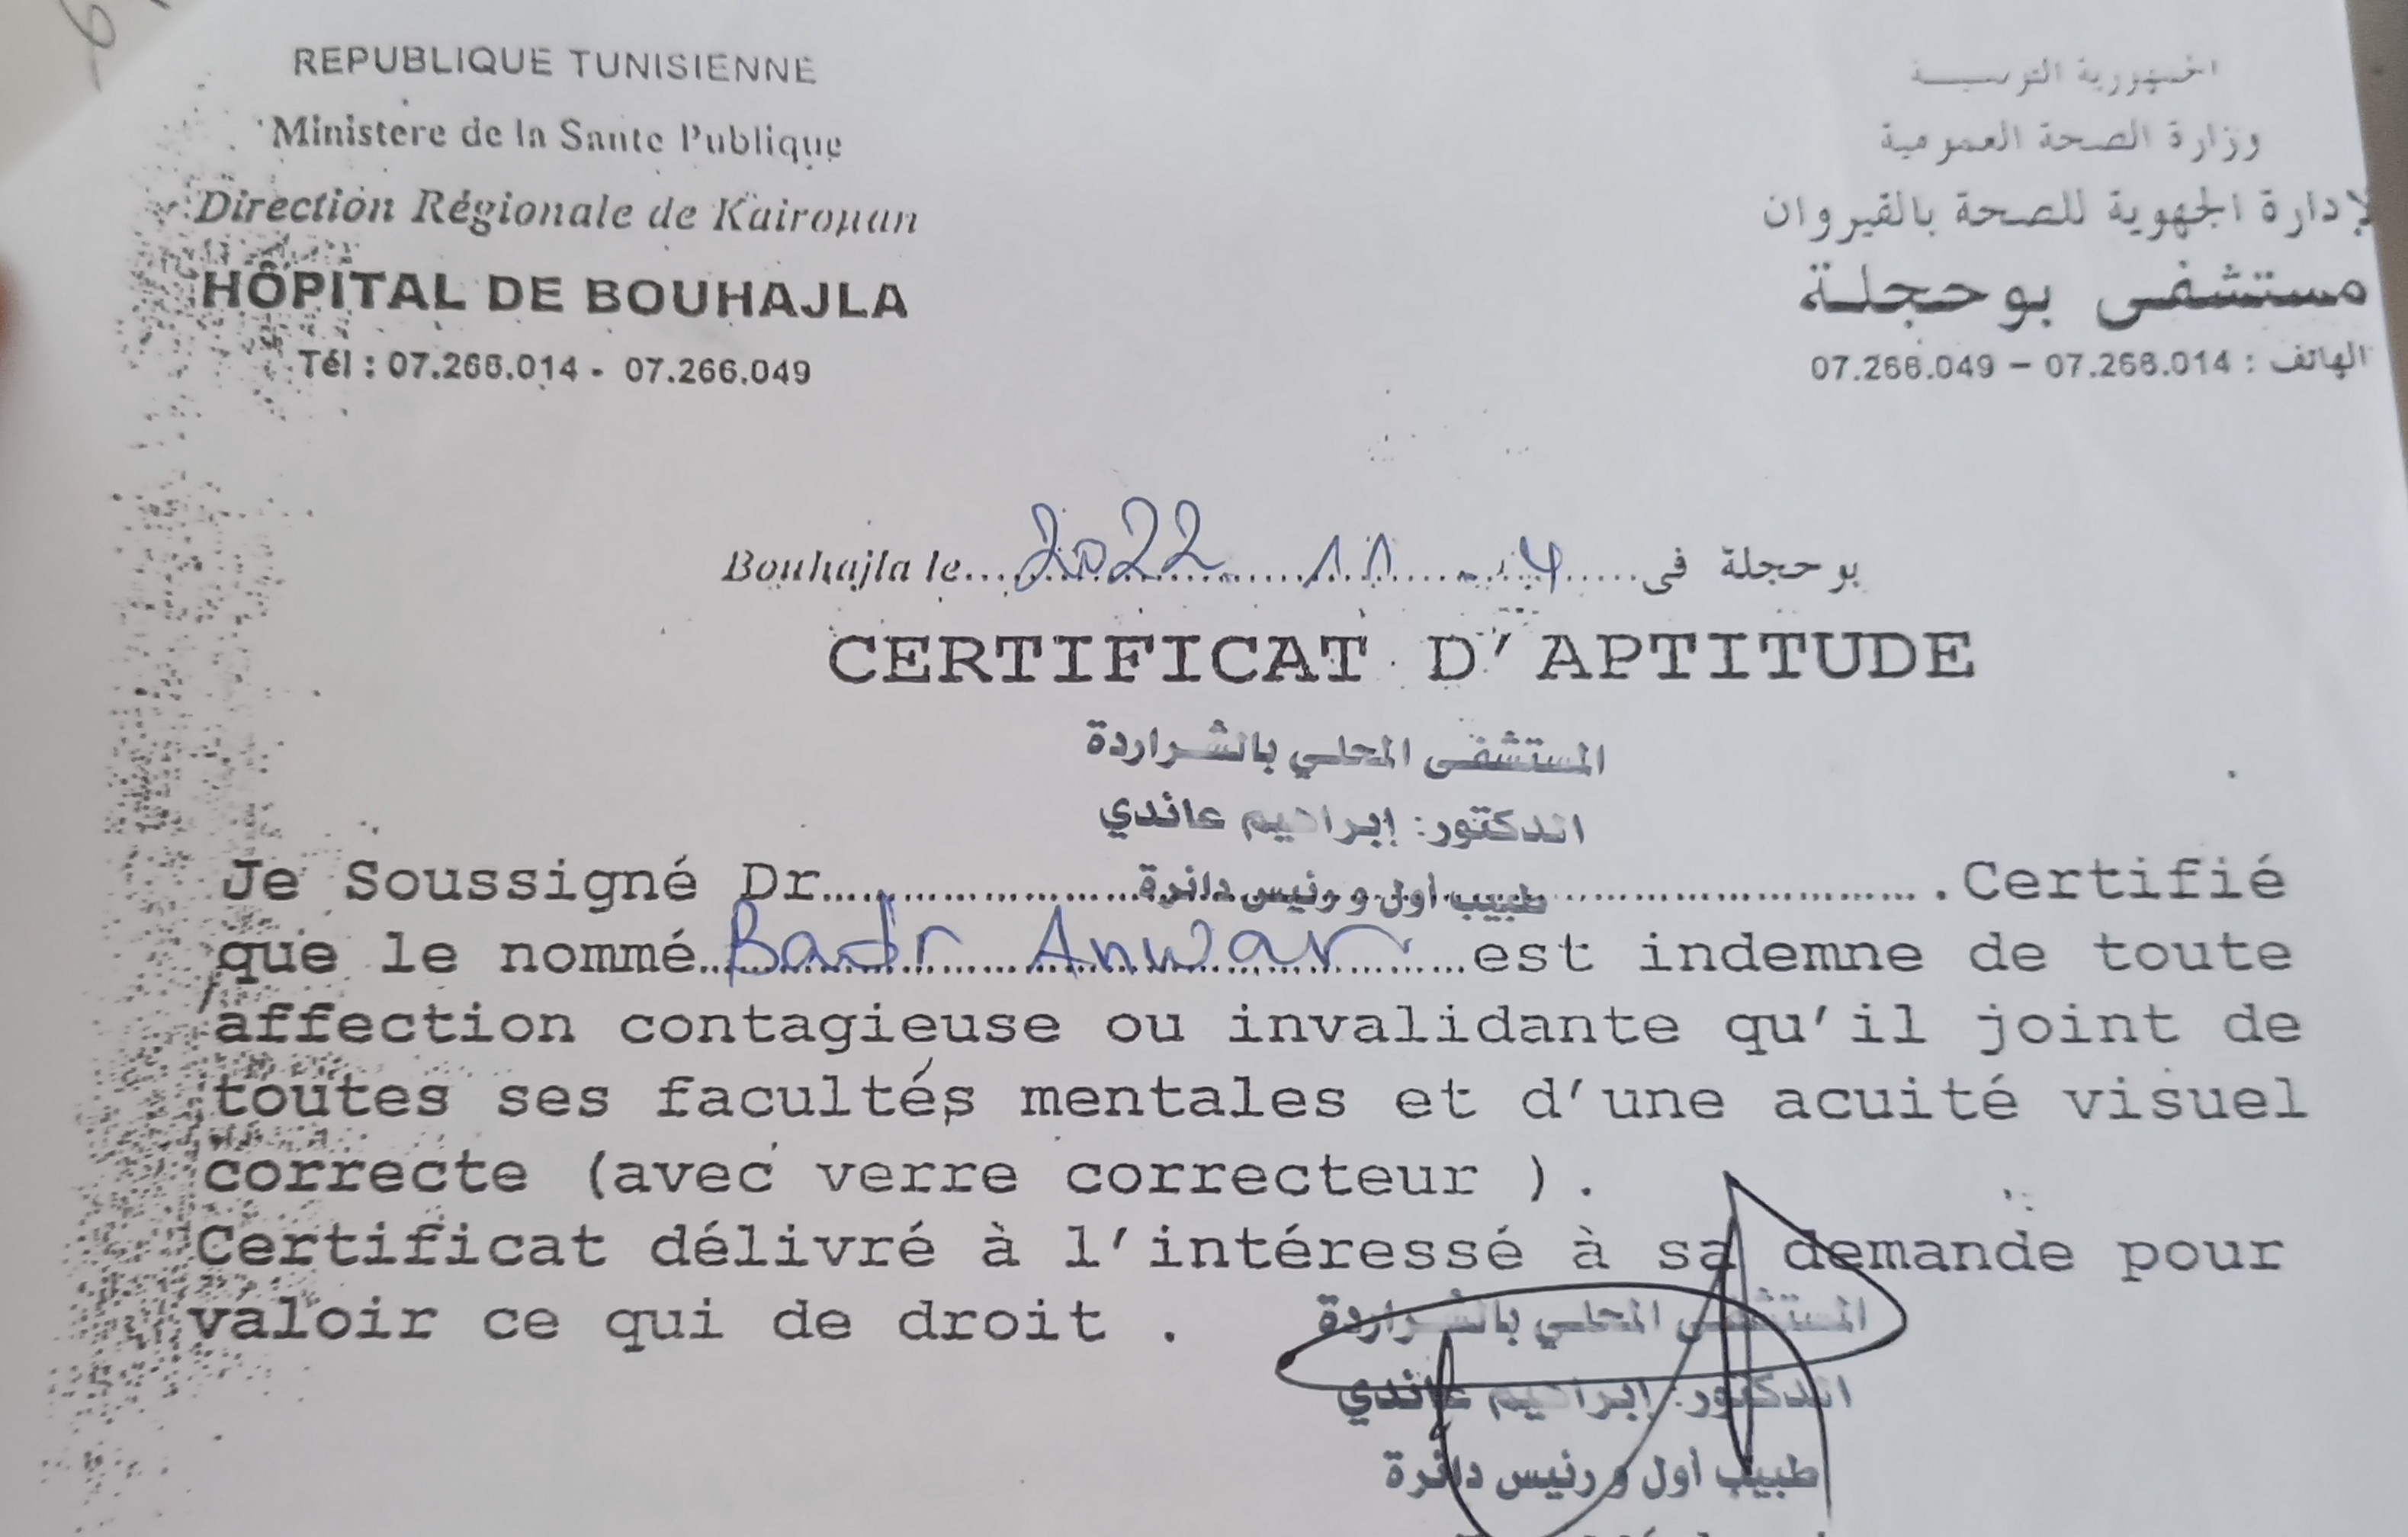 REPUBLIQUE TUNISIENNE
Ministere de la Sante Publique
Direction Régionale de Kairouan
HÔPITAL DE BOUHAJLA
Tél : 07.266.014 - 07.266.049
الجمهورية التونسية
وزارة الصحة العمومية
لإدارة الجهوية للصحة بالقيروان
مستشفى بوحجلة
الهاتف : 07.266.014 – 07.266.049
Bouhajla le 2022 11 - 4 بوحجلة فى
CERTIFICAT D'APTITUDE
المستشفى المحلي بالشراردة
الدكتور: إبراهيم عاندي
طبيب أول و رئيس دائرة
Je Soussigné Dr. Certifié
que le nommé Badr Anwar est indemne de toute
affection contagieuse ou invalidante qu'il joint de
toutes ses facultés mentales et d'une acuité visuel
correcte (avec verre correcteur ).
Certificat délivré à l'intéressé à sa demande pour
valoir ce qui de droit .
المستشفى المحلي بالشراردة
الدكتور: إبراهيم عاندي
طبيب أول و رئيس دائرة